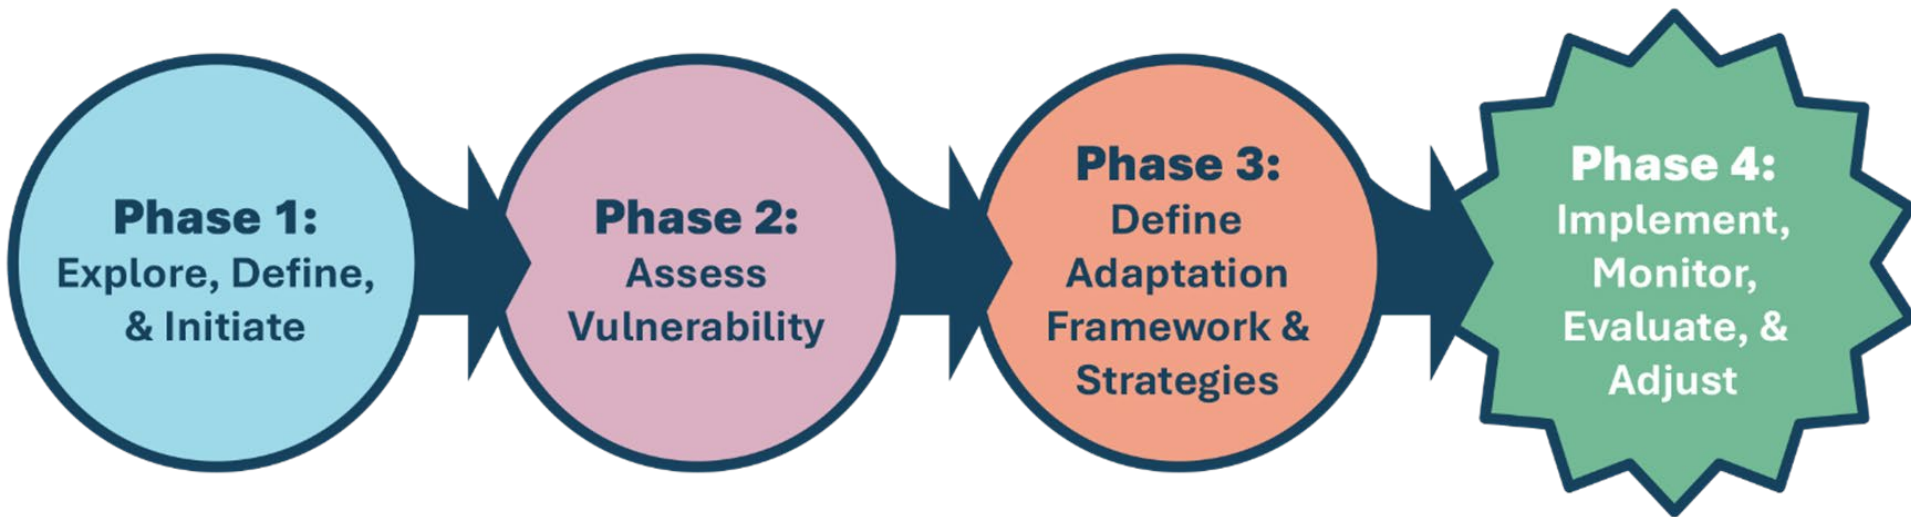 Phase 1:
Explore, Define,
& Initiate
Phase 2:
Assess
Vulnerability
Phase 3:
Define
Adaptation
Framework &
Strategies
Phase 4:
Implement,
Monitor,
Evaluate, &
Adjust